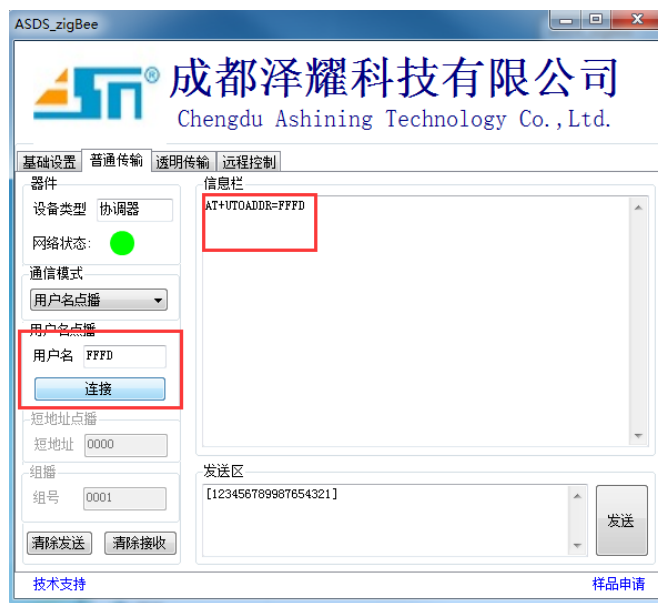 ASDS_zigBee
成都泽耀科技有限公司
Chengdu Ashining Technology Co.,Ltd.
基础设置 普通传输 透明传输 远程控制
器件
设备类型 协调器
网络状态:
通信模式
用户名点播
用户名点播
用户名 FFFD
连接
短地址点播
短地址 0000
组播
组号 0001
清除发送 清除接收
信息栏
AT+UTOADDR=FFFD
发送区
[123456789987654321]
发送
技术支持
样品申请